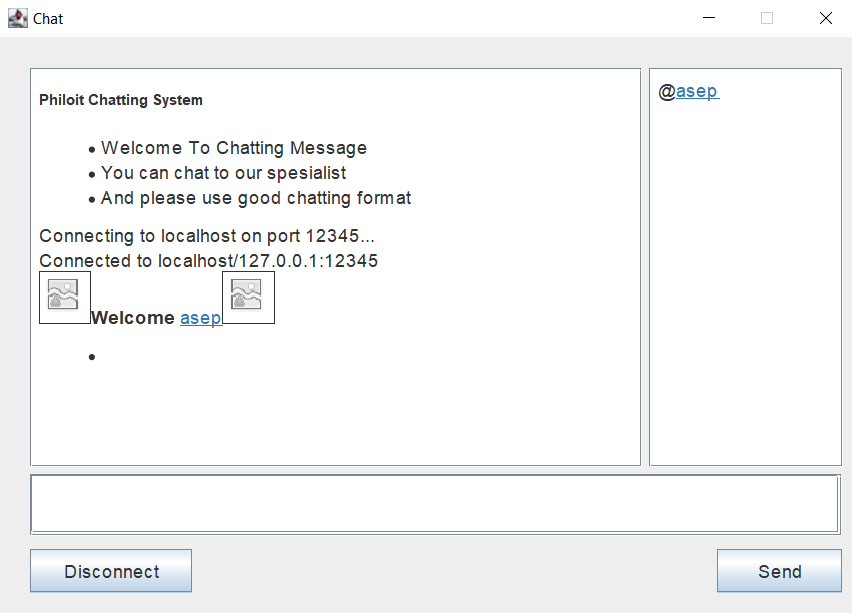 Chat
Philoit Chatting System
@asep
• Welcome To Chatting Message
• You can chat to our spesialist
• And please use good chatting format
Connecting to localhost on port 12345...
Connected to localhost/127.0.0.1:12345
Welcome asep
•
Disconnect
Send